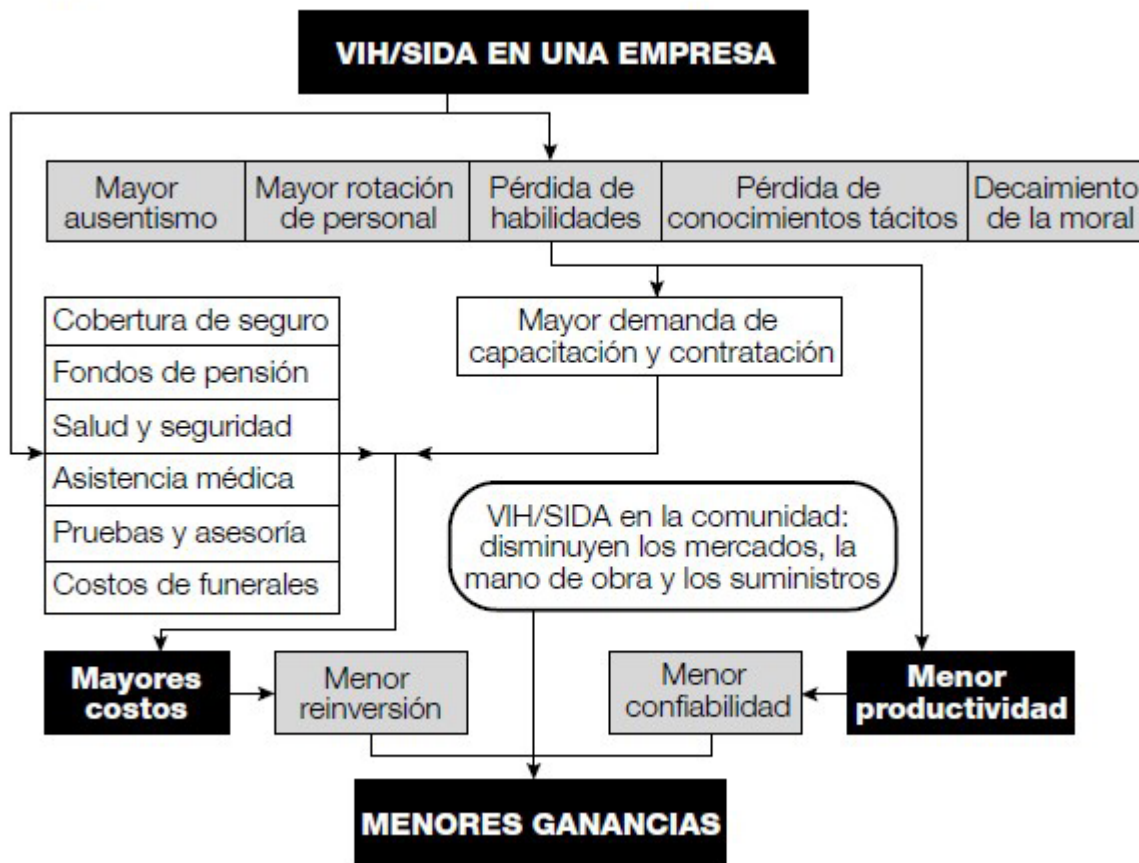 VIH/SIDA EN UNA EMPRESA
Mayor
ausentismo
Mayor rotación
de personal
Pérdida de
habilidades
Pérdida de
conocimientos tácitos
Decaimiento
de la moral
Cobertura de seguro
Fondos de pensión
Salud y seguridad
Asistencia médica
Pruebas y asesoría
Costos de funerales
Mayor demanda de
capacitación y contratación
VIH/SIDA en la comunidad:
disminuyen los mercados, la
mano de obra y los suministros
Mayores
costos
Menor
reinversión
Menor
confiabilidad
Menor
productividad
MENORES GANANCIAS